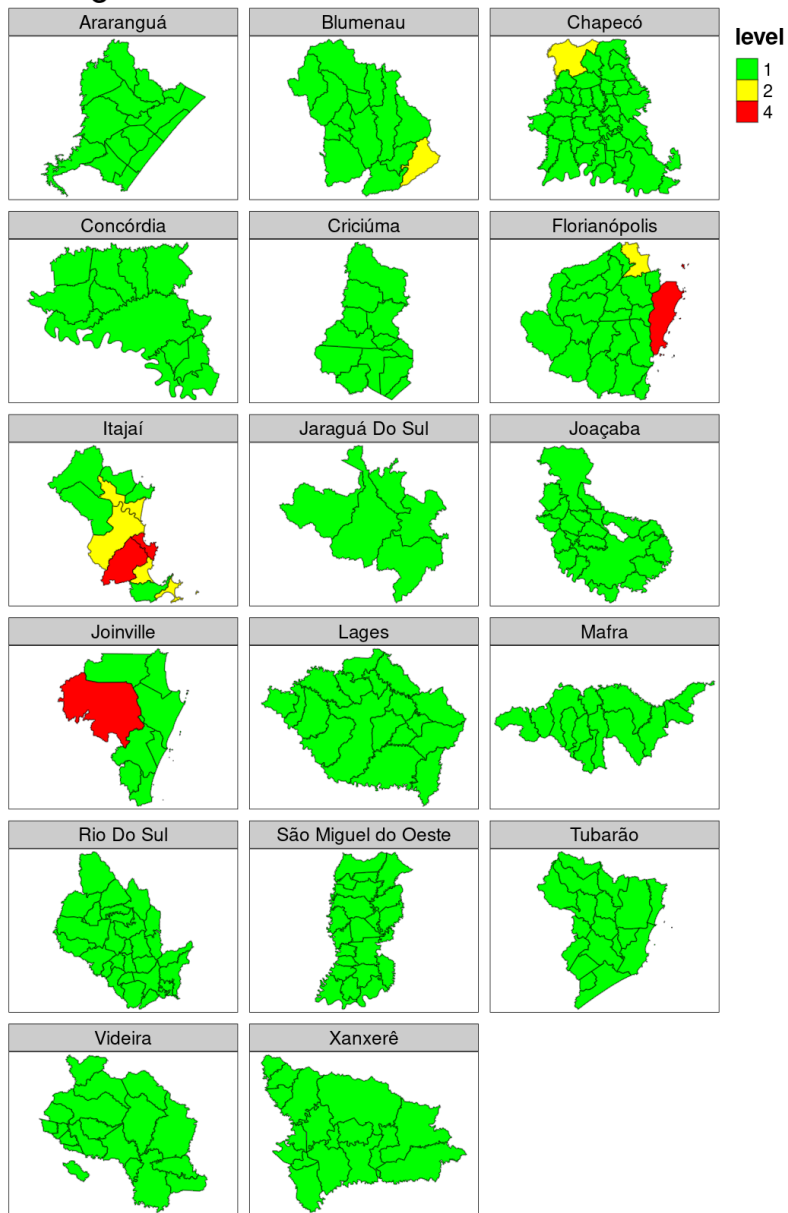 Araranguá
Blumenau
Chapecó
level
1
2
4
Concórdia
Criciúma
Florianópolis
Itajaí
Jaraguá Do Sul
Joaçaba
Joinville
Lages
Mafra
Rio Do Sul
São Miguel do Oeste
Tubarão
Videira
Xanxerê